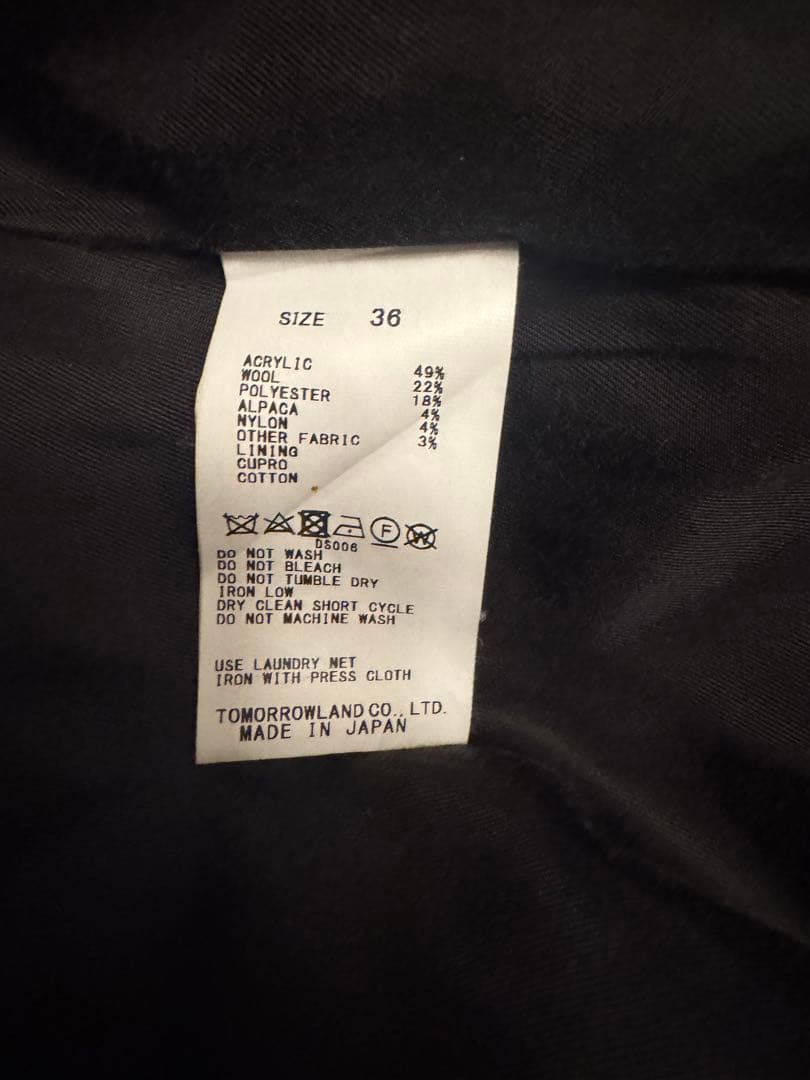 SIZE 36
ACRYLIC 49%
WOOL 22%
POLYESTER 18%
ALPACA 4%
NYLON 4%
OTHER FABRIC 3%
LINING
CUPRO
COTTON
F W
DS006
DO NOT WASH
DO NOT BLEACH
DO NOT TUMBLE DRY
IRON LOW
DRY CLEAN SHORT CYCLE
DO NOT MACHINE WASH
USE LAUNDRY NET
IRON WITH PRESS CLOTH
TOMORROWLAND CO., LTD.
MADE IN JAPAN